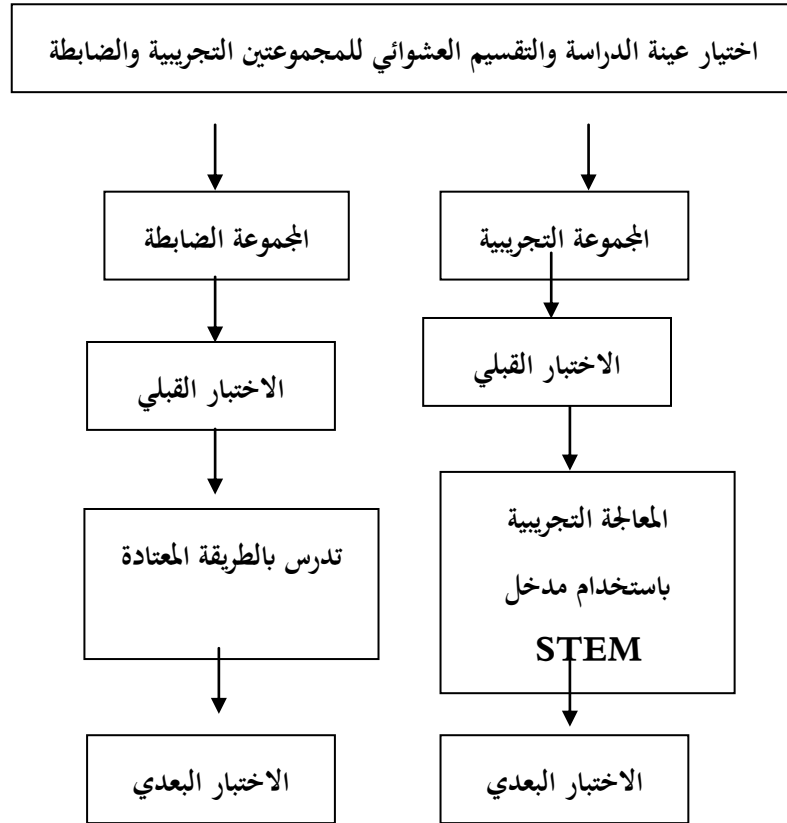 اختيار عينة الدراسة والتقسيم العشوائي للمجموعتين التجريبية والضابطة
المجموعة التجريبية
المجموعة الضابطة
الاختبار القبلي
الاختبار القبلي
المعالجة التجريبية
باستخدام مدخل
STEM
تدرس بالطريقة المعتادة
الاختبار البعدي
الاختبار البعدي